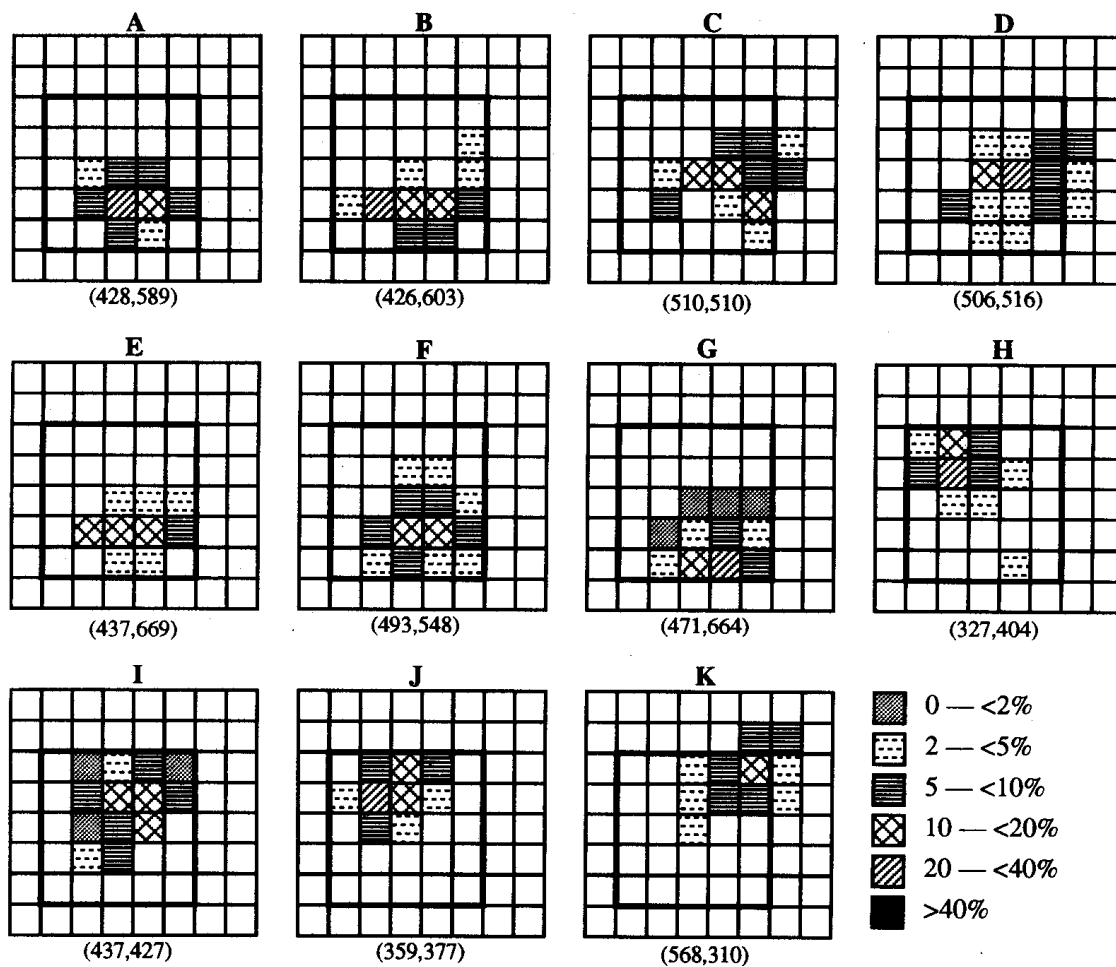 A B C D
(428,589) (426,603) (510,510) (506,516)
E F G H
(437,669) (493,548) (471,664) (327,404)
I J K
0 — <2%
2 — <5%
5 — <10%
10 — <20%
20 — <40%
>40%
(437,427) (359,377) (568,310)